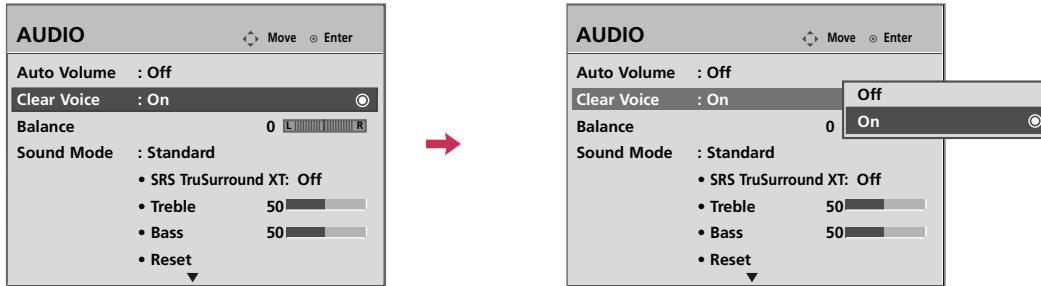 AUDIO Move Enter
Auto Volume : Off
Clear Voice : On
Balance 0 L R
Sound Mode : Standard
• SRS TruSurround XT: Off
• Treble 50
• Bass 50
• Reset
AUDIO Move Enter
Auto Volume : Off
Clear Voice : On
Balance 0
Sound Mode : Standard
• SRS TruSurround XT: Off
• Treble 50
• Bass 50
• Reset
Off
On